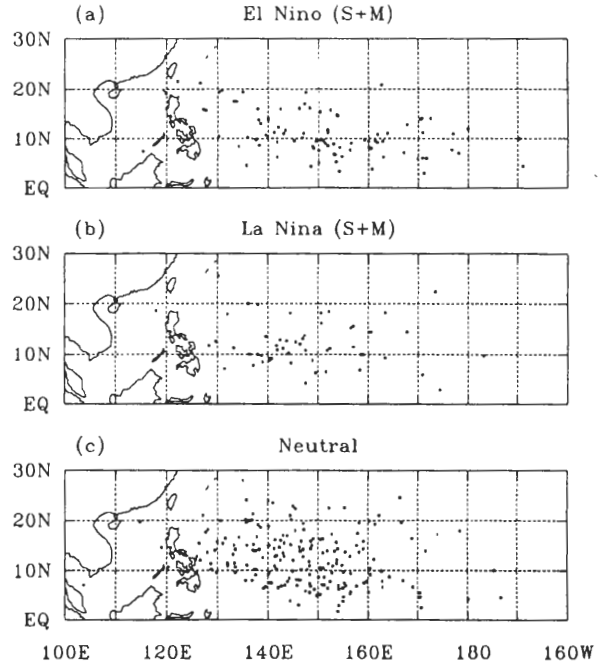 (a) El Nino (S+M)
30N
20N
10N
EQ
(b) La Nina (S+M)
30N
20N
10N
EQ
(c) Neutral
30N
20N
10N
EQ
100E 120E 140E 160E 180 160W